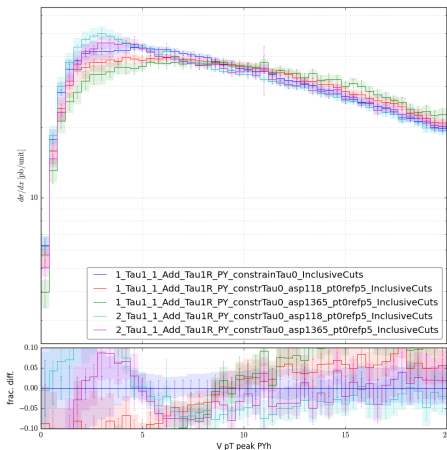 dσ/dz [pb/unit]
10
1_Tau1_1_Add_Tau1R_PY_constrainTau0_InclusiveCuts
1_Tau1_1_Add_Tau1R_PY_constrTau0_asp118_pt0refp5_InclusiveCuts
1_Tau1_1_Add_Tau1R_PY_constrTau0_asp1365_pt0refp5_InclusiveCuts
2_Tau1_1_Add_Tau1R_PY_constrTau0_asp118_pt0refp5_InclusiveCuts
2_Tau1_1_Add_Tau1R_PY_constrTau0_asp1365_pt0refp5_InclusiveCuts
frac. diff.
0.10
0.05
0.00
−0.05
−0.10
0 5 10 15 20
V pT peak PYh